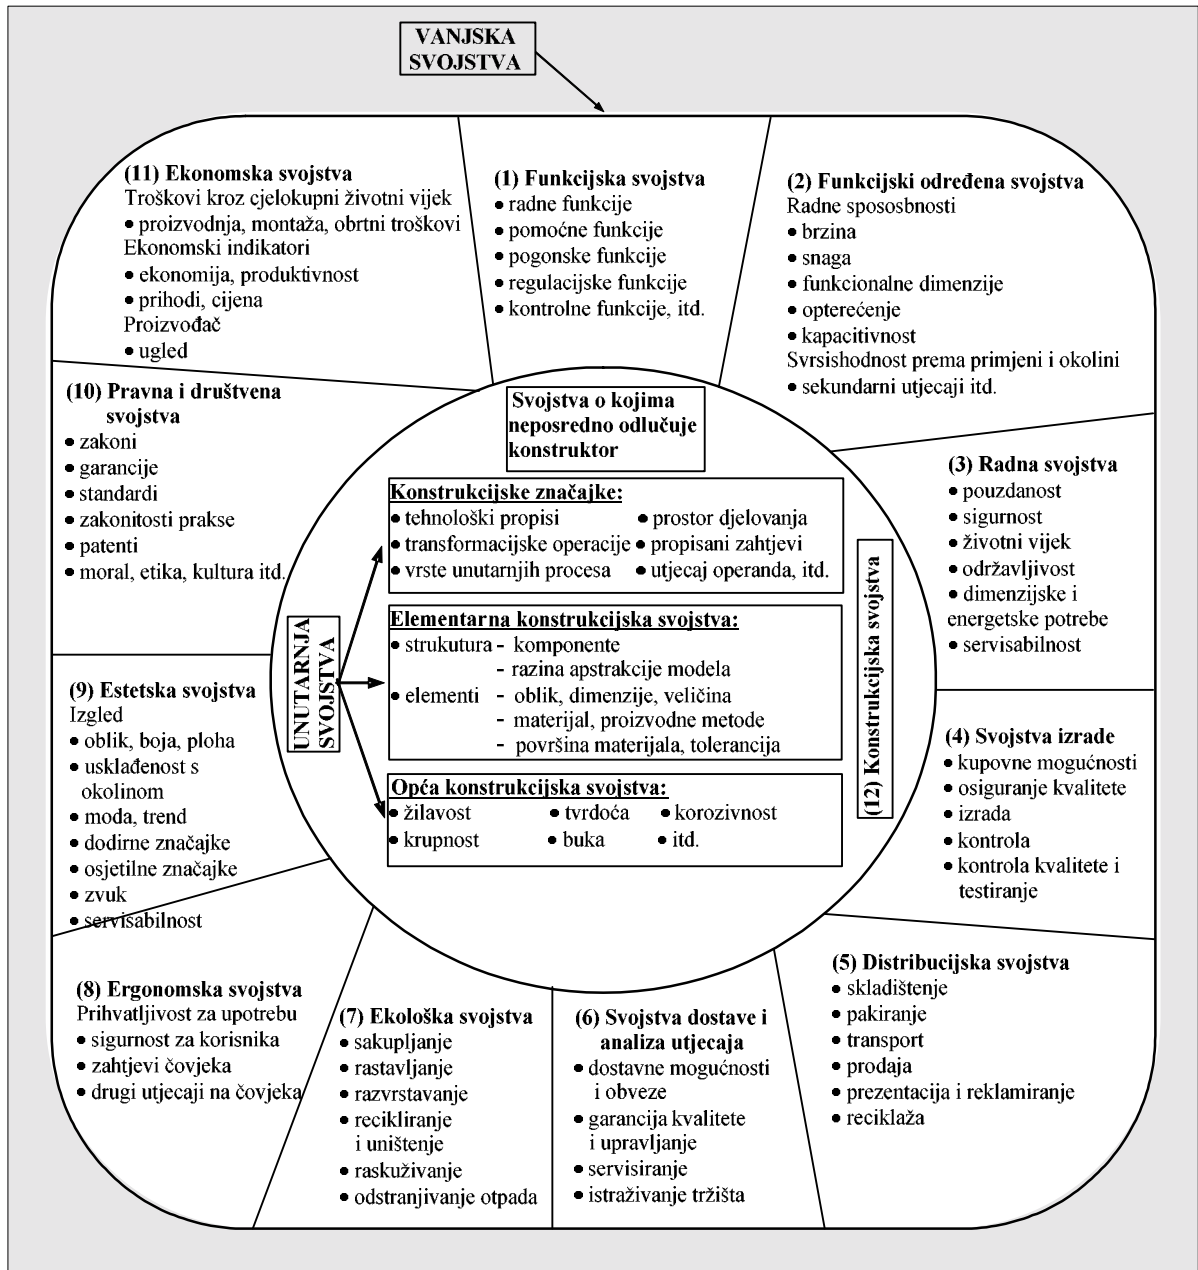 VANJSKA
SVOJSTVA
(11) Ekonomska svojstva
Troškovi kroz cjelokupni životni vijek
• proizvodnja, montaža, obrtni troškovi
Ekonomski indikatori
• ekonomija, produktivnost
• prihodi, cijena
Proizvođač
• ugled
(1) Funkcijska svojstva
• radne funkcije
• pomoćne funkcije
• pogonske funkcije
• regulacijske funkcije
• kontrolne funkcije, itd.
(2) Funkcijski određena svojstva
Radne spososbnosti
• brzina
• snaga
• funkcionalne dimenzije
• opterećenje
• kapacitivnost
Svrsishodnost prema primjeni i okolini
• sekundarni utjecaji itd.
(10) Pravna i društvena
svojstva
• zakoni
• garancije
• standardi
• zakonitosti prakse
• patenti
• moral, etika, kultura itd.
Svojstva o kojima
neposredno odlučuje
konstruktor
(3) Radna svojstva
• pouzdanost
• sigurnost
• životni vijek
• održavljivost
• dimenzijske i
energetske potrebe
• servisabilnost
UNUTARNJA
SVOJSTVA
Konstrukcijske značajke:
• tehnološki propisi • prostor djelovanja
• transformacijske operacije • propisani zahtjevi
• vrste unutarnjih procesa • utjecaj operanda, itd.
Elementarna konstrukcijska svojstva:
• strukutura - komponente
- razina apstrakcije modela
• elementi - oblik, dimenzije, veličina
- materijal, proizvodne metode
- površina materijala, tolerancija
Opća konstrukcijska svojstva:
• žilavost • tvrdoća • korozivnost
• krupnost • buka • itd.
(12) Konstrukcijska svojstva
(9) Estetska svojstva
Izgled
• oblik, boja, ploha
• usklađenost s
okolinom
• moda, trend
• dodirne značajke
• osjetilne značajke
• zvuk
• servisabilnost
(4) Svojstva izrade
• kupovne mogućnosti
• osiguranje kvalitete
• izrada
• kontrola
• kontrola kvalitete i
testiranje
(8) Ergonomska svojstva
Prihvatljivost za upotrebu
• sigurnost za korisnika
• zahtjevi čovjeka
• drugi utjecaji na čovjeka
(7) Ekološka svojstva
• sakupljanje
• rastavljanje
• razvrstavanje
• recikliranje
i uništenje
• raskuživanje
• odstranjivanje otpada
(6) Svojstva dostave i
analiza utjecaja
• dostavne mogućnosti
i obveze
• garancija kvalitete
i upravljanje
• servisiranje
• istraživanje tržišta
(5) Distribucijska svojstva
• skladištenje
• pakiranje
• transport
• prodaja
• prezentacija i reklamiranje
• reciklaža